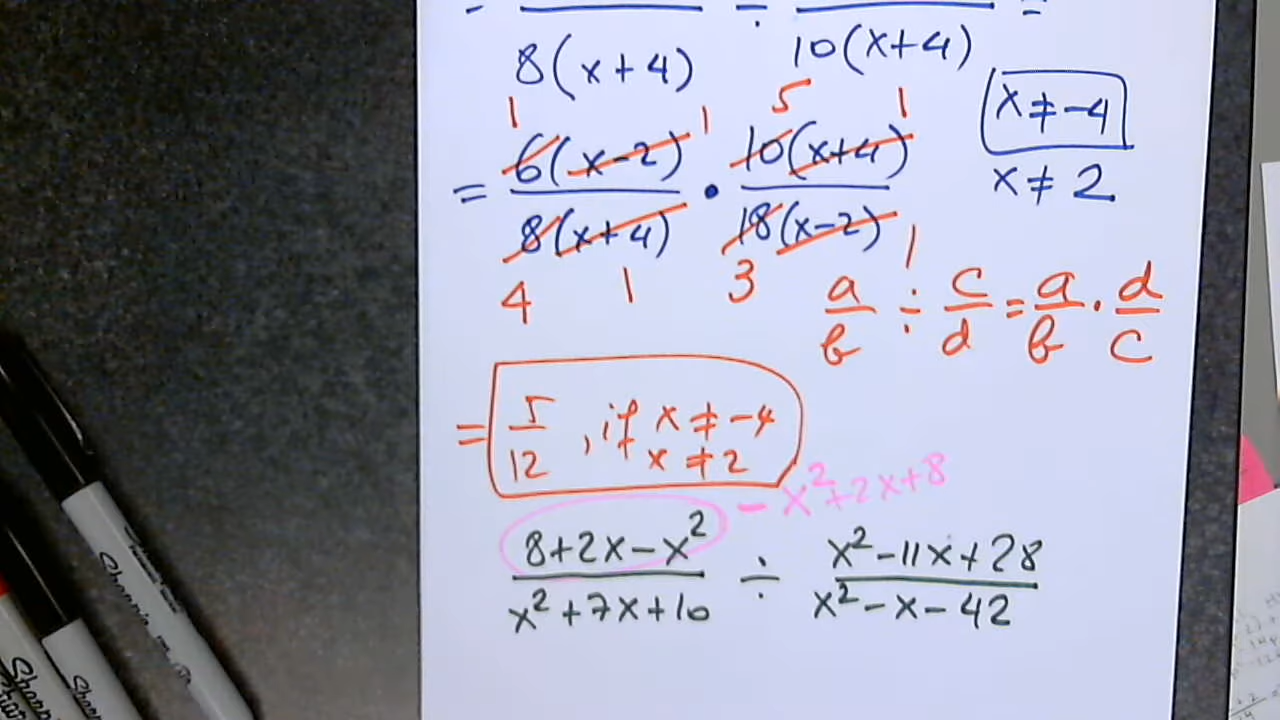 = ÷ =
8(x+4) 10(x+4)
x ≠ -4
x ≠ 2
1 1 5 1
= 6(x-2) • 10(x+4)
8(x+4) 18(x-2)
4 1 3 1
a/b ÷ c/d = a/b · d/c
= 5/12, if x ≠ -4
x ≠ 2
-x²+2x+8
8+2x-x² ÷ x²-11x+28
x²+7x+10 x²-x-42
Sharpie